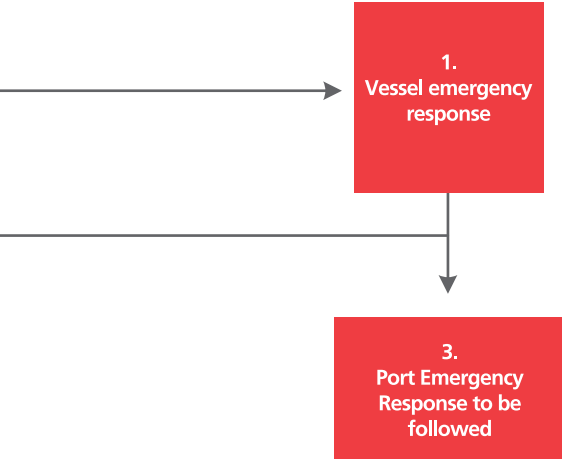 1.
Vessel emergency
response
3.
Port Emergency
Response to be
followed